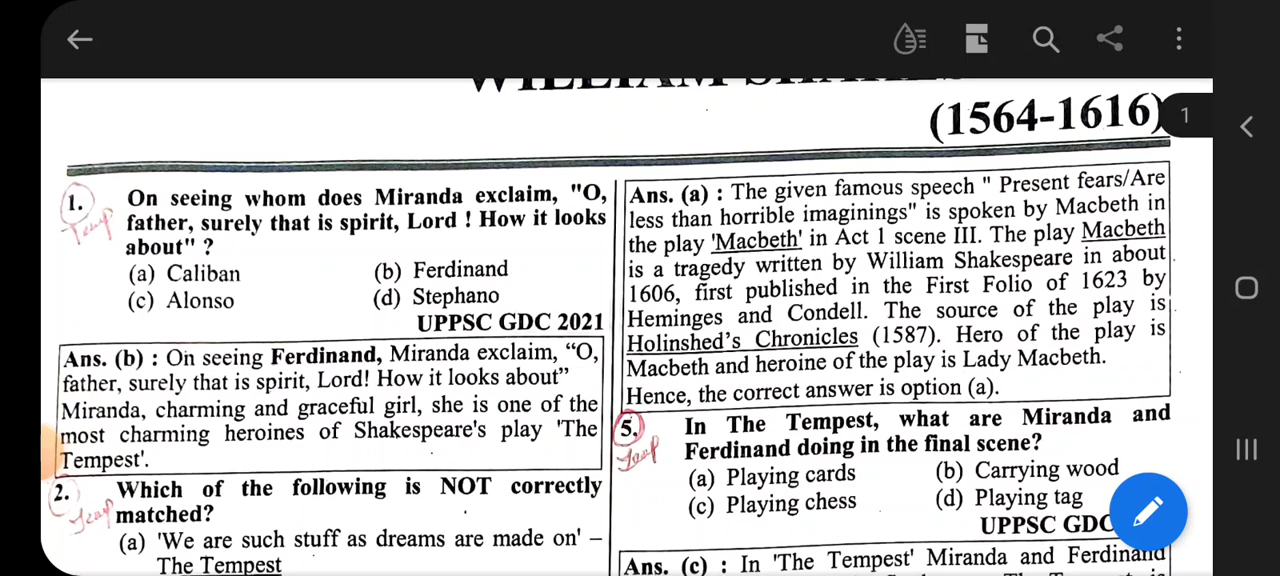 (1564-1616)
1
1.
Temp
On seeing whom does Miranda exclaim, "O,
father, surely that is spirit, Lord ! How it looks
about" ?
(a) Caliban
(b) Ferdinand
(c) Alonso
(d) Stephano
UPPSC GDC 2021
Ans. (b) : On seeing Ferdinand, Miranda exclaim, “O,
father, surely that is spirit, Lord! How it looks about”
Miranda, charming and graceful girl, she is one of the
most charming heroines of Shakespeare's play 'The
Tempest'.
2.
Temp
Which of the following is NOT correctly
matched?
(a) 'We are such stuff as dreams are made on' –
The Tempest
Ans. (a) : The given famous speech " Present fears/Are
less than horrible imaginings" is spoken by Macbeth in
the play 'Macbeth' in Act 1 scene III. The play Macbeth
is a tragedy written by William Shakespeare in about
1606, first published in the First Folio of 1623 by
Heminges and Condell. The source of the play is
Holinshed’s Chronicles (1587). Hero of the play is
Macbeth and heroine of the play is Lady Macbeth.
Hence, the correct answer is option (a).
5.
Temp
In The Tempest, what are Miranda and
Ferdinand doing in the final scene?
(a) Playing cards
(b) Carrying wood
(c) Playing chess
(d) Playing tag
UPPSC GDC
Ans. (c) : In 'The Tempest' Miranda and Ferdinand